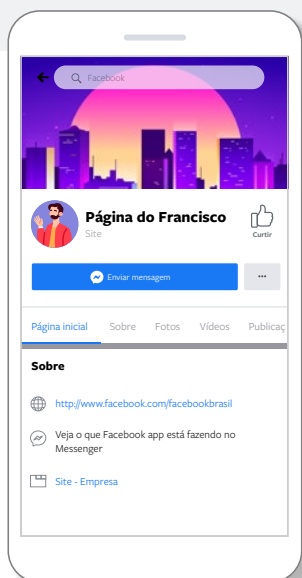 Facebook
Página do Francisco
Site
Curtir
Enviar mensagem
Página inicial Sobre Fotos Vídeos Publicaç
Sobre
http://www.facebook.com/facebookbrasil
Veja o que Facebook app está fazendo no
Messenger
Site - Empresa